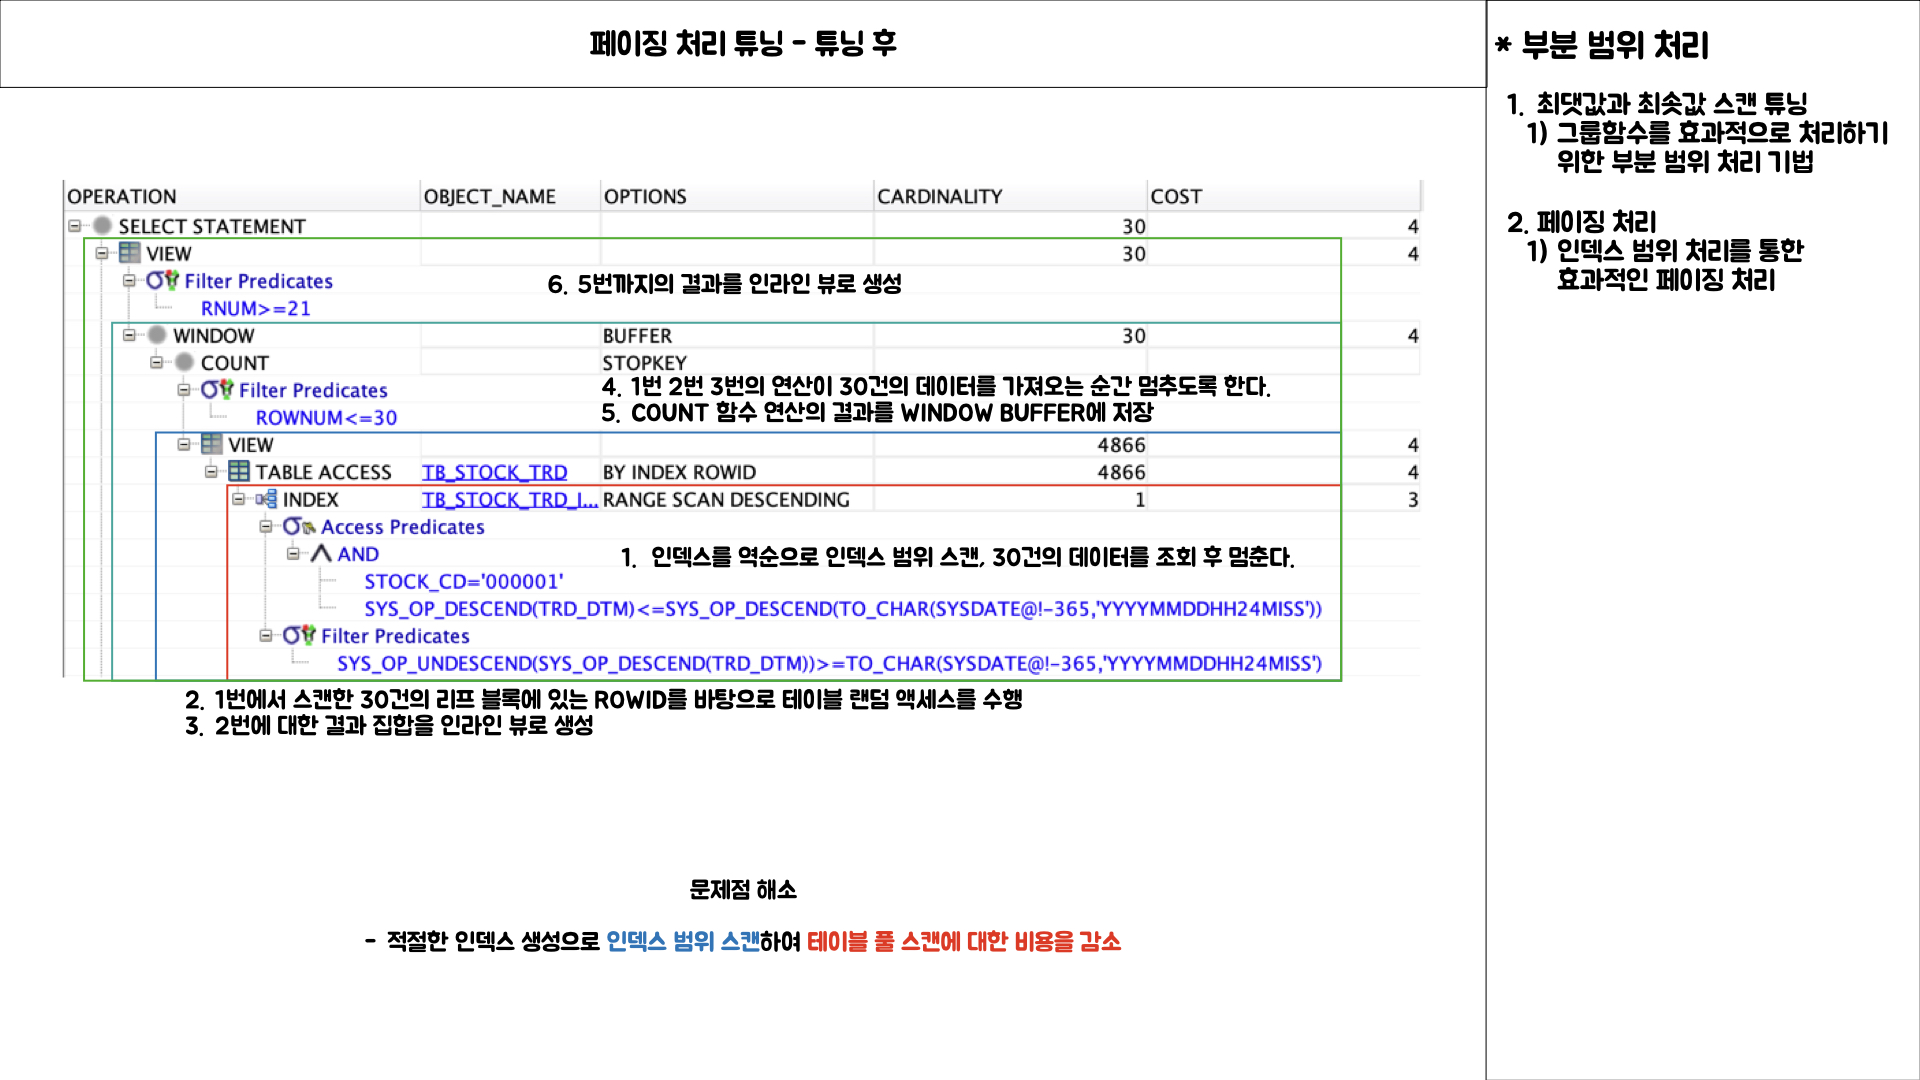 페이징 처리 튜닝 - 튜닝 후
OPERATION OBJECT_NAME OPTIONS CARDINALITY COST
SELECT STATEMENT 30 4
VIEW 30 4
Filter Predicates
6. 5번까지의 결과를 인라인 뷰로 생성
RNUM>=21
WINDOW BUFFER 30 4
COUNT STOPKEY
Filter Predicates
4. 1번 2번 3번의 연산이 30건의 데이터를 가져오는 순간 멈추도록 한다.
ROWNUM<=30
5. COUNT 함수 연산의 결과를 WINDOW BUFFER에 저장
VIEW 4866 4
TABLE ACCESS TB_STOCK_TRD BY INDEX ROWID 4866 4
INDEX TB_STOCK_TRD_I... RANGE SCAN DESCENDING 1 3
Access Predicates
AND
1. 인덱스를 역순으로 인덱스 범위 스캔, 30건의 데이터를 조회 후 멈춘다.
STOCK_CD='000001'
SYS_OP_DESCEND(TRD_DTM)<=SYS_OP_DESCEND(TO_CHAR(SYSDATE@!-365,'YYYYMMDDHH24MISS'))
Filter Predicates
SYS_OP_UNDESCEND(SYS_OP_DESCEND(TRD_DTM))>=TO_CHAR(SYSDATE@!-365,'YYYYMMDDHH24MISS')
2. 1번에서 스캔한 30건의 리프 블록에 있는 ROWID를 바탕으로 테이블 랜덤 액세스를 수행
3. 2번에 대한 결과 집합을 인라인 뷰로 생성
문제점 해소
- 적절한 인덱스 생성으로 인덱스 범위 스캔하여 테이블 풀 스캔에 대한 비용을 감소
* 부분 범위 처리
1. 최댓값과 최솟값 스캔 튜닝
1) 그룹함수를 효과적으로 처리하기
위한 부분 범위 처리 기법
2. 페이징 처리
1) 인덱스 범위 처리를 통한
효과적인 페이징 처리